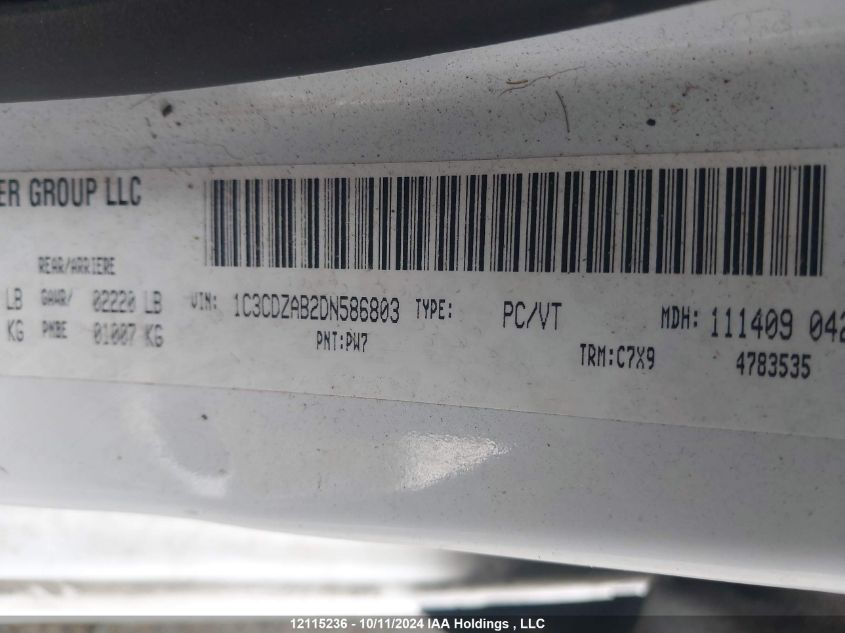 ER GROUP LLC
REAR/ARRIERE
LB GAWR/ 02220 LB VIN: 1C3CDZAB2DN586803 TYPE: PC/VT MDH: 111409 042
KG PNBE 01007 KG PNT:PW7 TRM:C7X9 4783535
12115236 - 10/11/2024 IAA Holdings , LLC